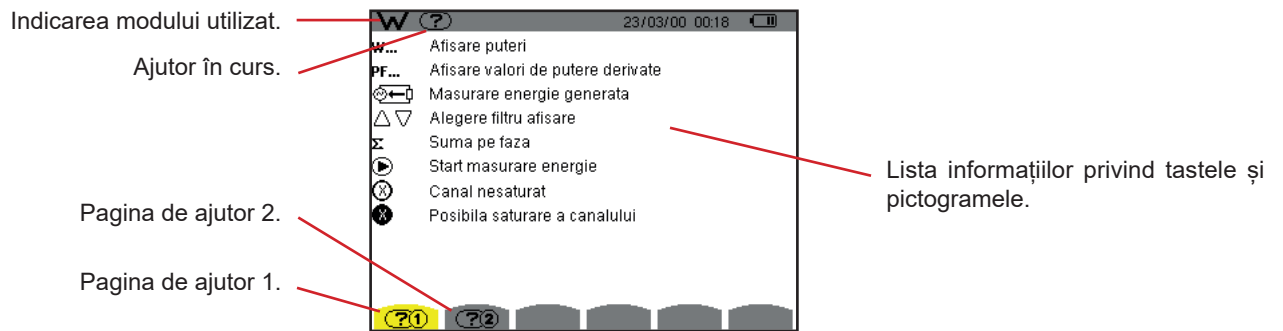 Indicarea modului utilizat.
Ajutor în curs.
Pagina de ajutor 2.
Pagina de ajutor 1.
W ? 23/03/00 00:18
W... Afisare puteri
PF... Afisare valori de putere derivate
Masurare energie generata
Alegere filtru afisare
Σ Suma pe faza
Start masurare energie
X Canal nesaturat
X Posibila saturare a canalului
?1 ?2
Lista informațiilor privind tastele și
pictogramele.